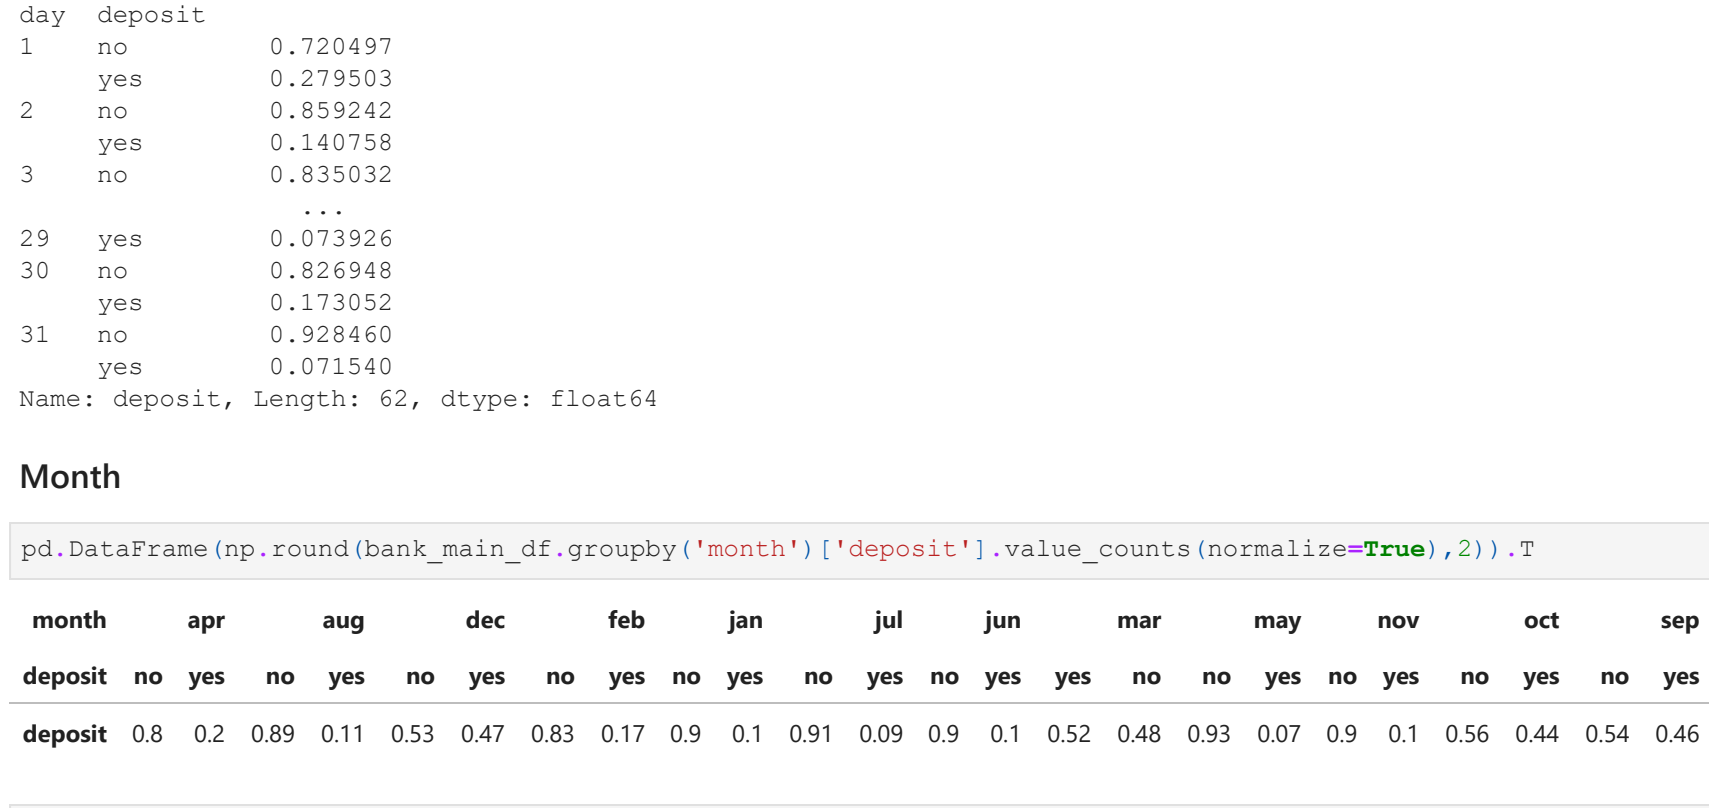 day deposit
1 no 0.720497
yes 0.279503
2 no 0.859242
yes 0.140758
3 no 0.835032
...
29 yes 0.073926
30 no 0.826948
yes 0.173052
31 no 0.928460
yes 0.071540
Name: deposit, Length: 62, dtype: float64
Month
pd.DataFrame(np.round(bank_main_df.groupby('month')['deposit'].value_counts(normalize=True),2)).T
month apr aug dec feb jan jul jun mar may nov oct sep
deposit no yes no yes no yes no yes no yes no yes no yes yes no no yes no yes no yes no yes
deposit 0.8 0.2 0.89 0.11 0.53 0.47 0.83 0.17 0.9 0.1 0.91 0.09 0.9 0.1 0.52 0.48 0.93 0.07 0.9 0.1 0.56 0.44 0.54 0.46